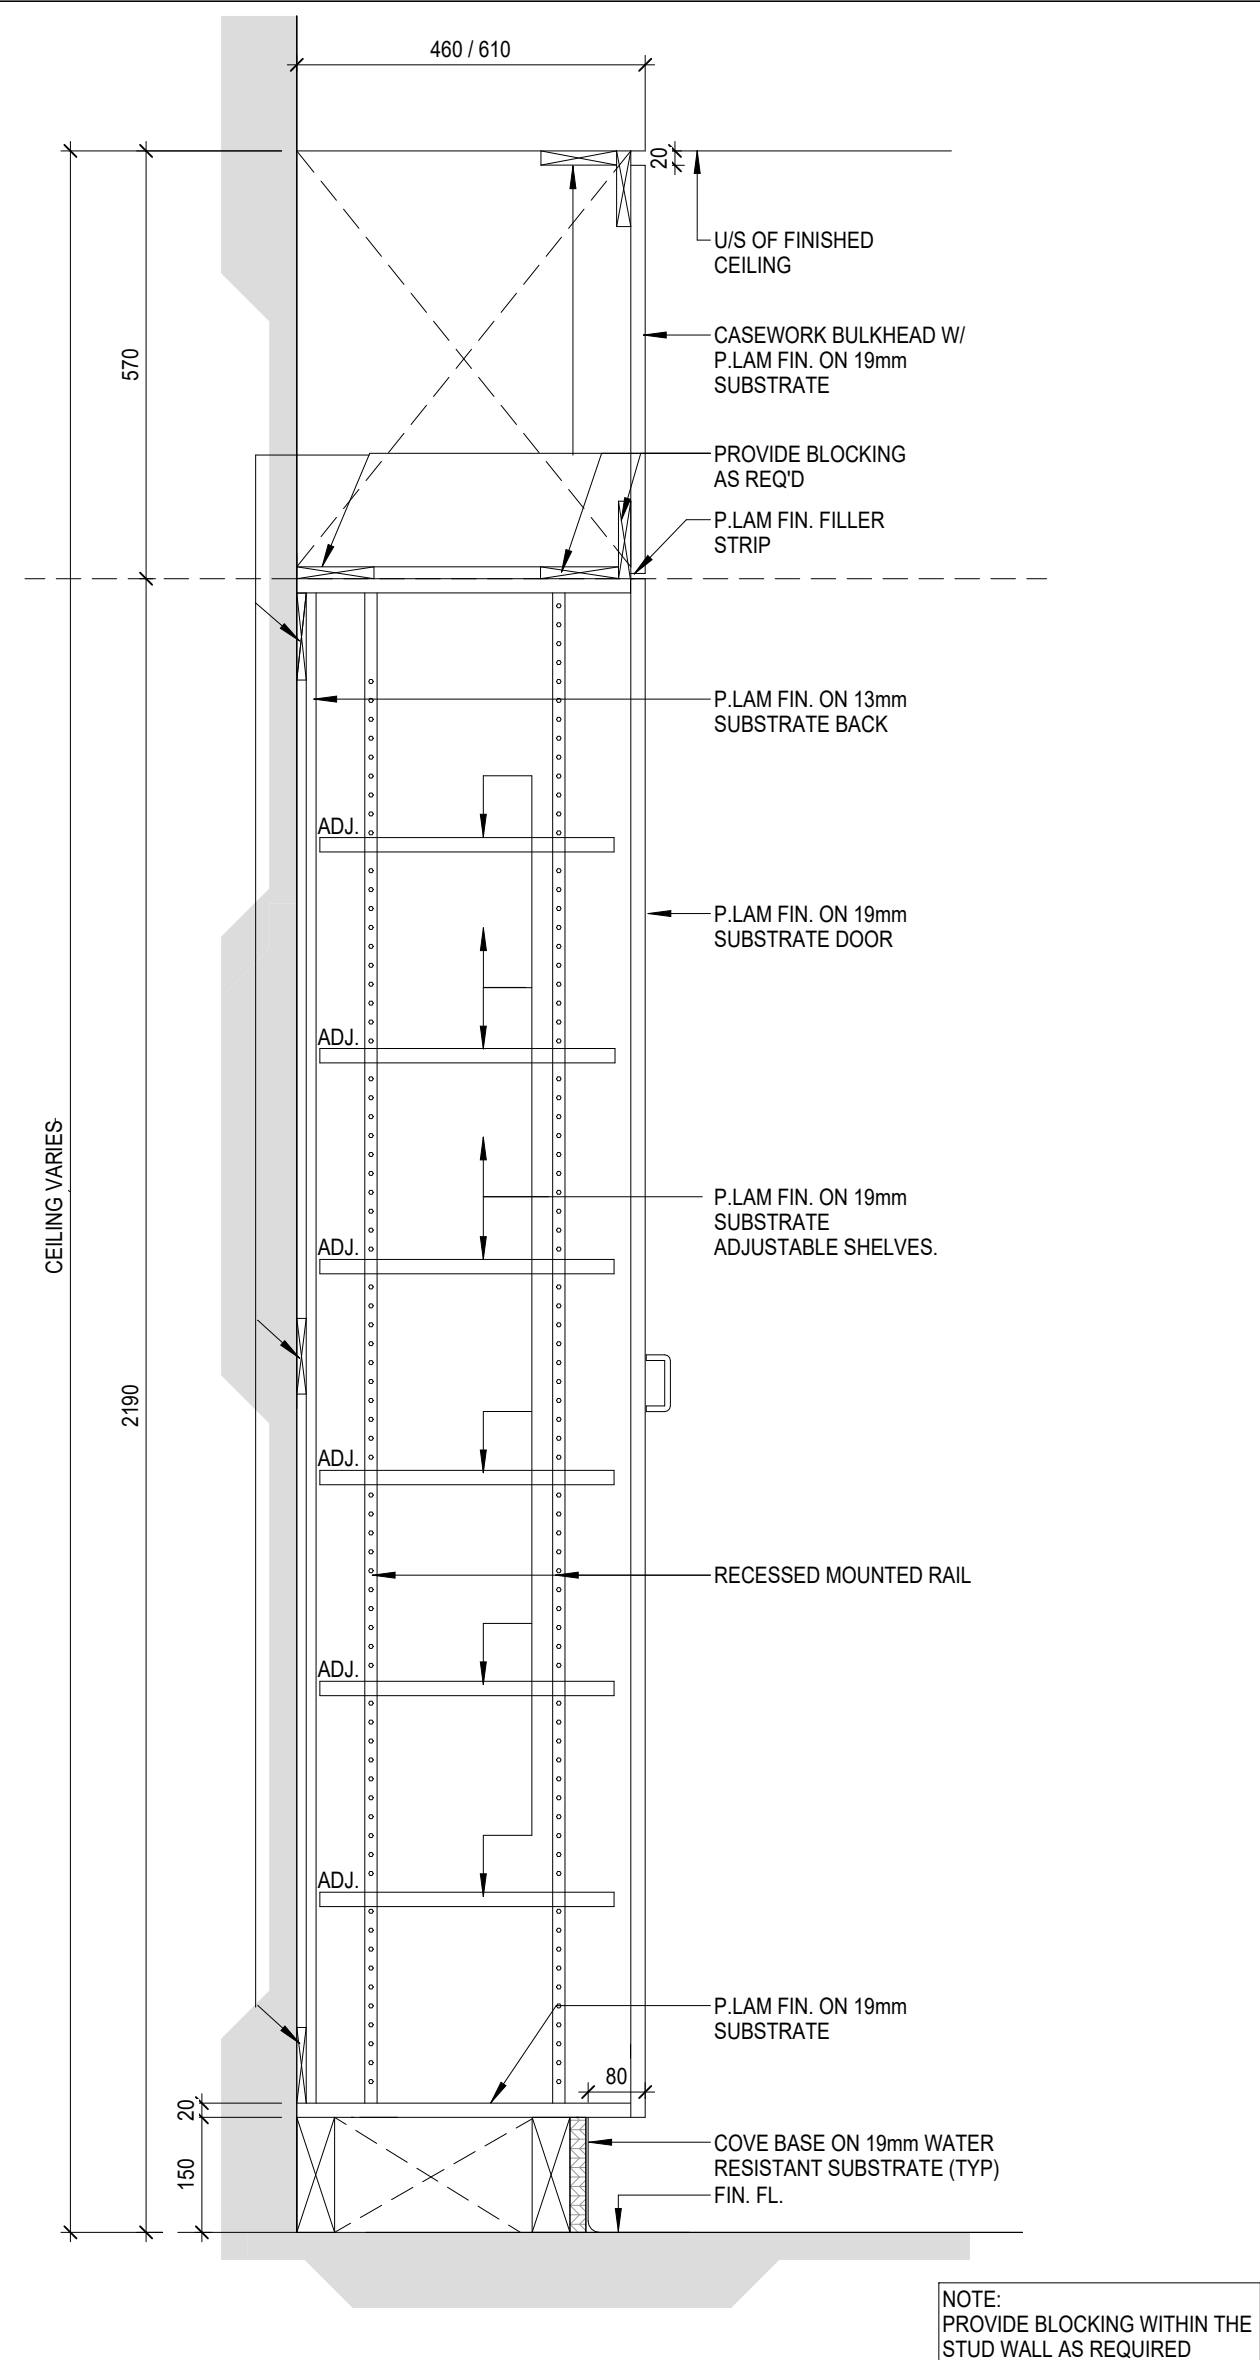 460 / 610
20
U/S OF FINISHED
CEILING
CASEWORK BULKHEAD W/
P.LAM FIN. ON 19mm
SUBSTRATE
570
PROVIDE BLOCKING
AS REQ'D
P.LAM FIN. FILLER
STRIP
P.LAM FIN. ON 13mm
SUBSTRATE BACK
ADJ.
P.LAM FIN. ON 19mm
SUBSTRATE DOOR
ADJ.
CEILING VARIES
P.LAM FIN. ON 19mm
SUBSTRATE
ADJUSTABLE SHELVES.
ADJ.
2190
ADJ.
RECESSED MOUNTED RAIL
ADJ.
ADJ.
P.LAM FIN. ON 19mm
SUBSTRATE
80
20
150
COVE BASE ON 19mm WATER
RESISTANT SUBSTRATE (TYP)
FIN. FL.
NOTE:
PROVIDE BLOCKING WITHIN THE
STUD WALL AS REQUIRED